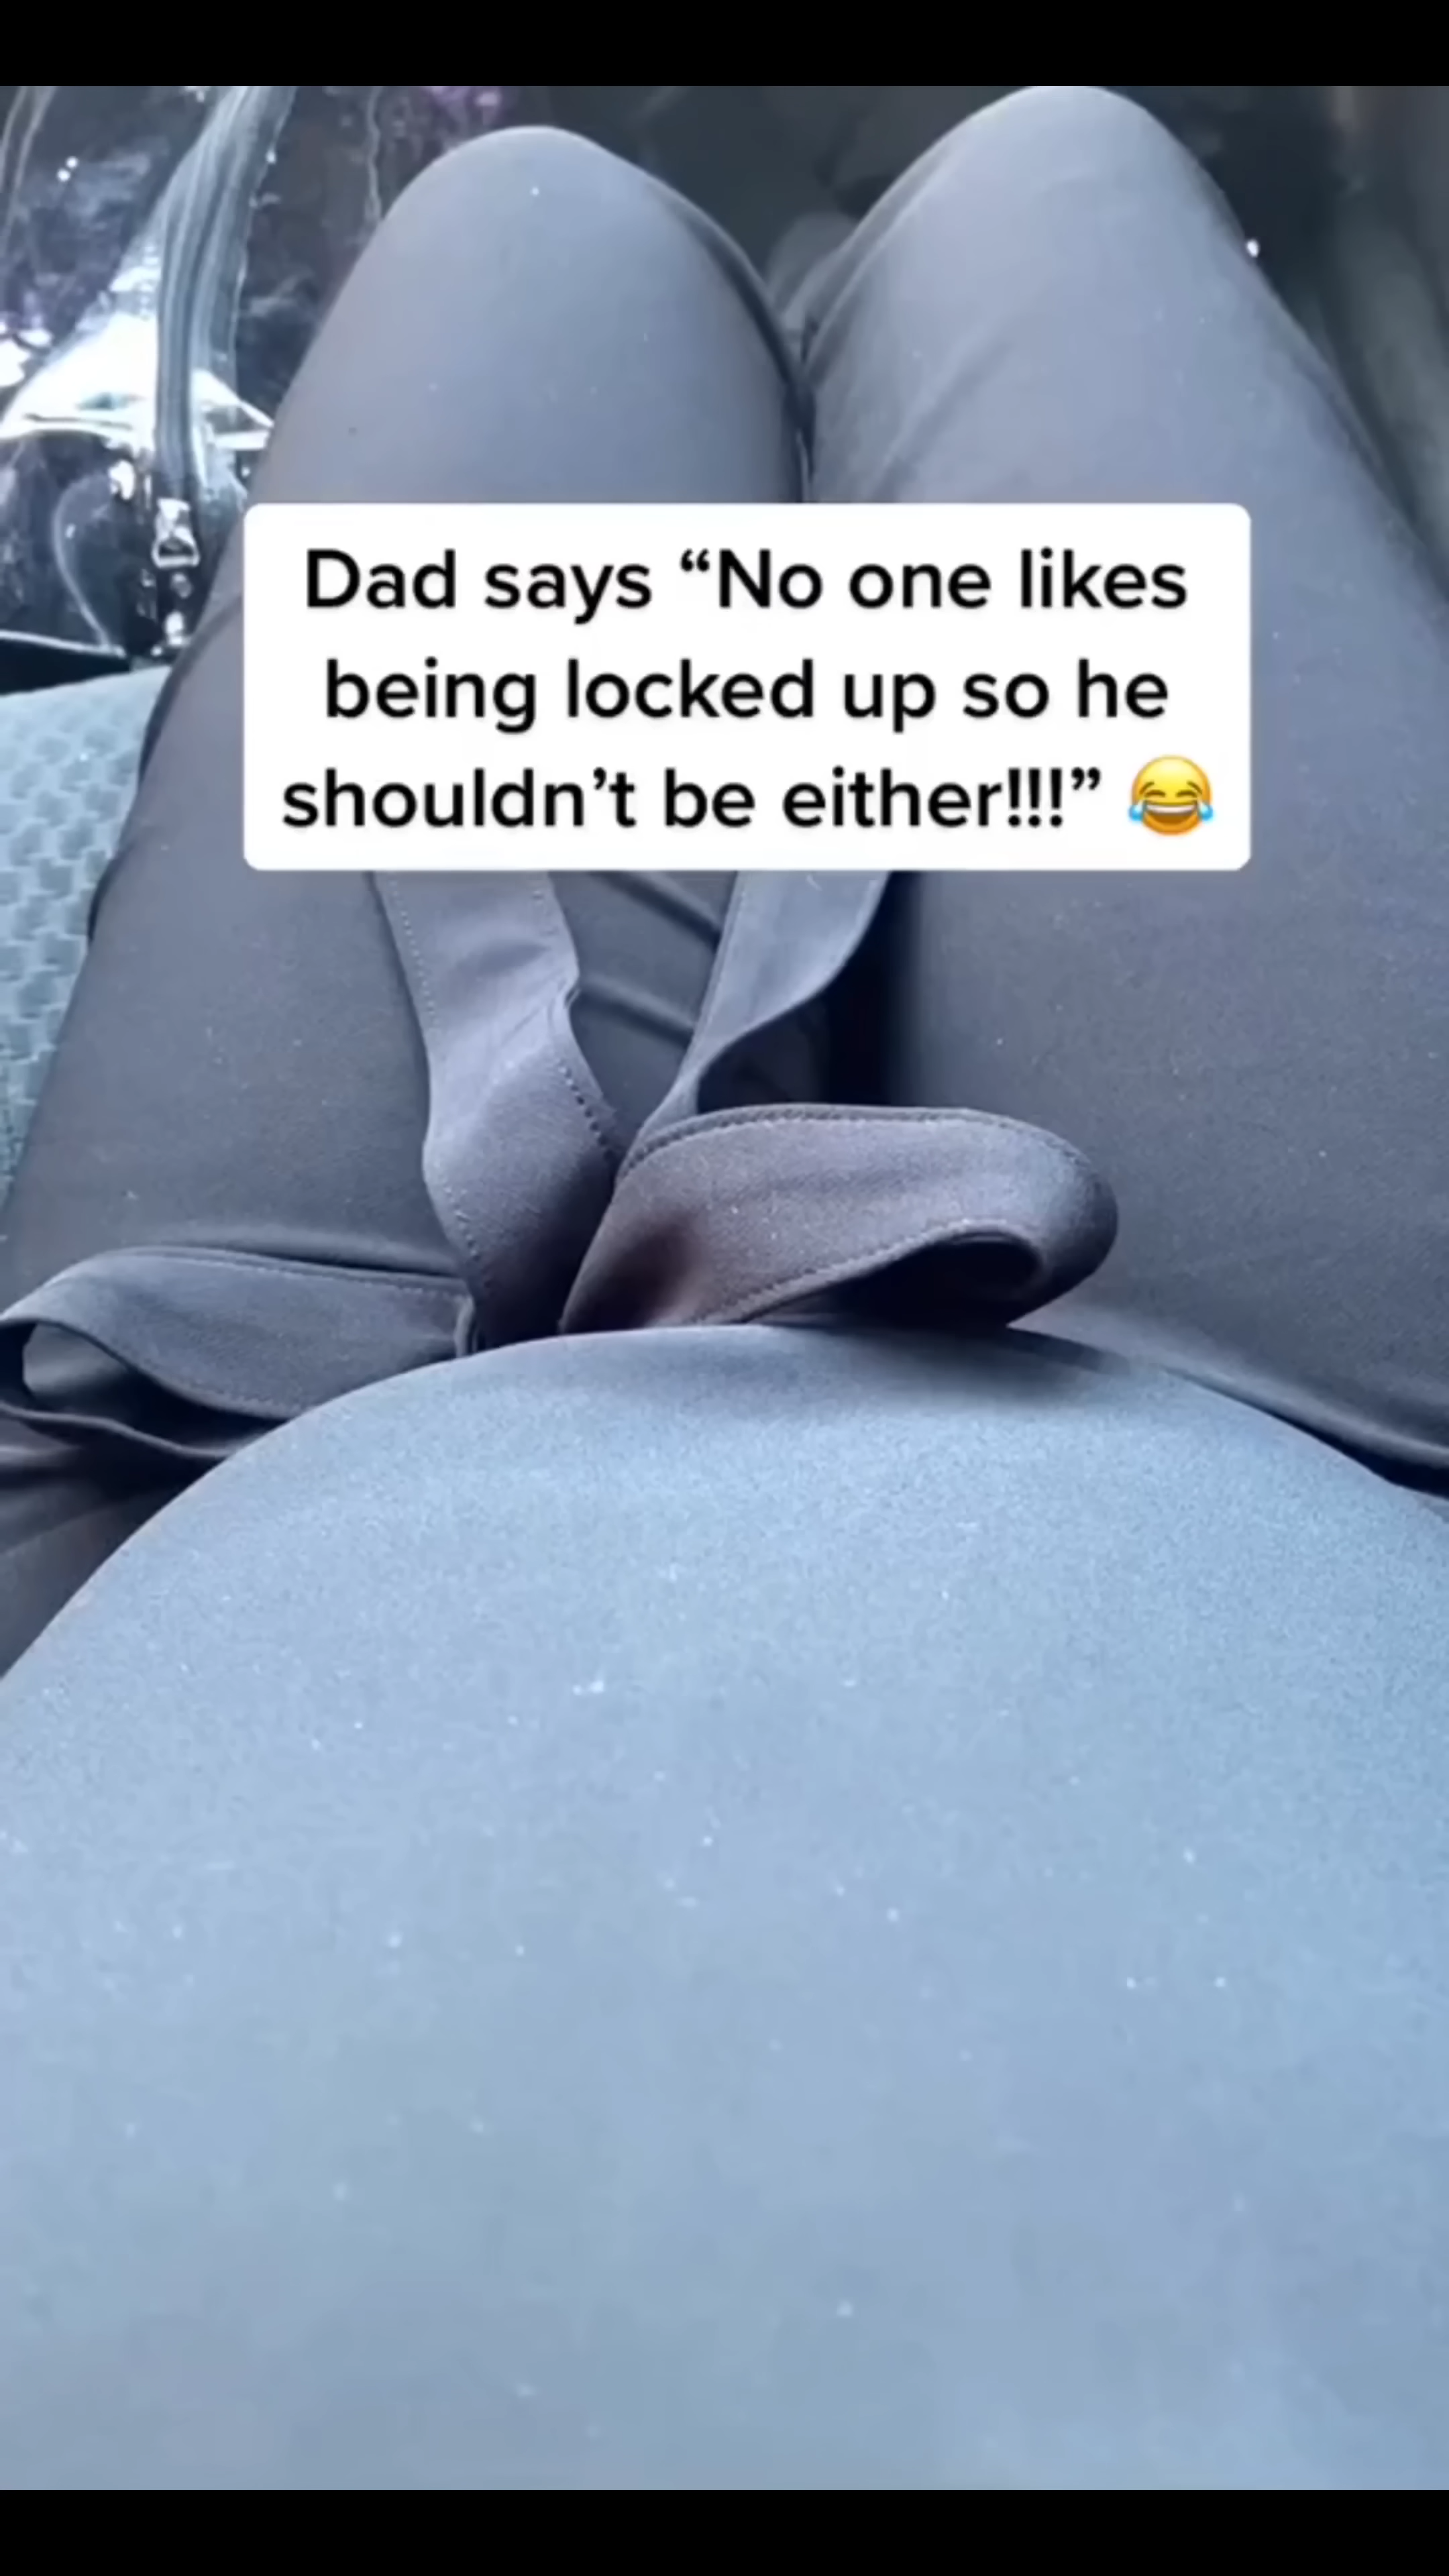 Dad says “No one likes
being locked up so he
shouldn’t be either!!!” 😂